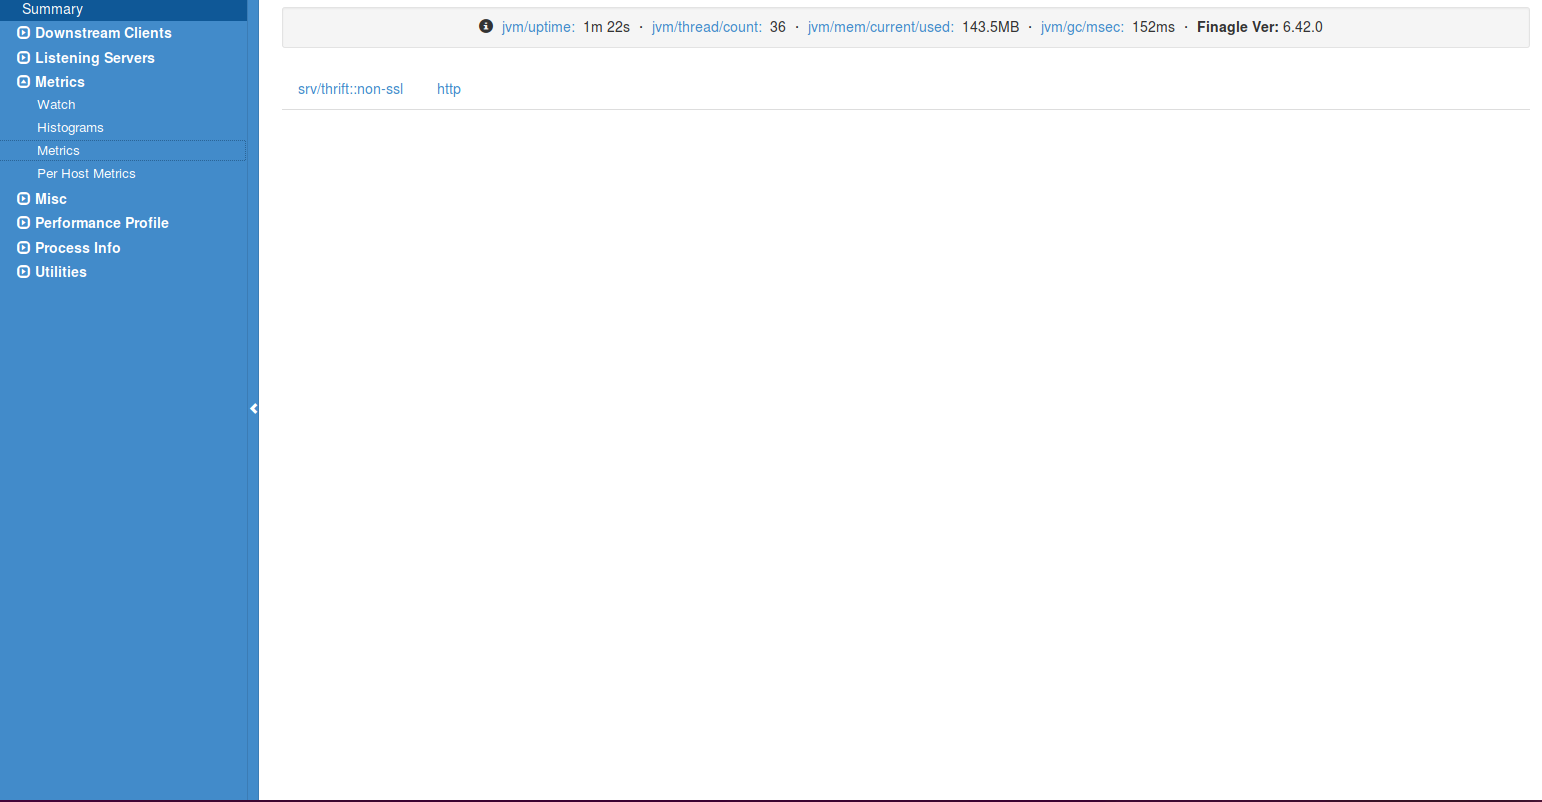 Summary
Downstream Clients
Listening Servers
Metrics
Watch
Histograms
Metrics
Per Host Metrics
Misc
Performance Profile
Process Info
Utilities
jvm/uptime: 1m 22s · jvm/thread/count: 36 · jvm/mem/current/used: 143.5MB · jvm/gc/msec: 152ms · Finagle Ver: 6.42.0
srv/thrift::non-ssl http